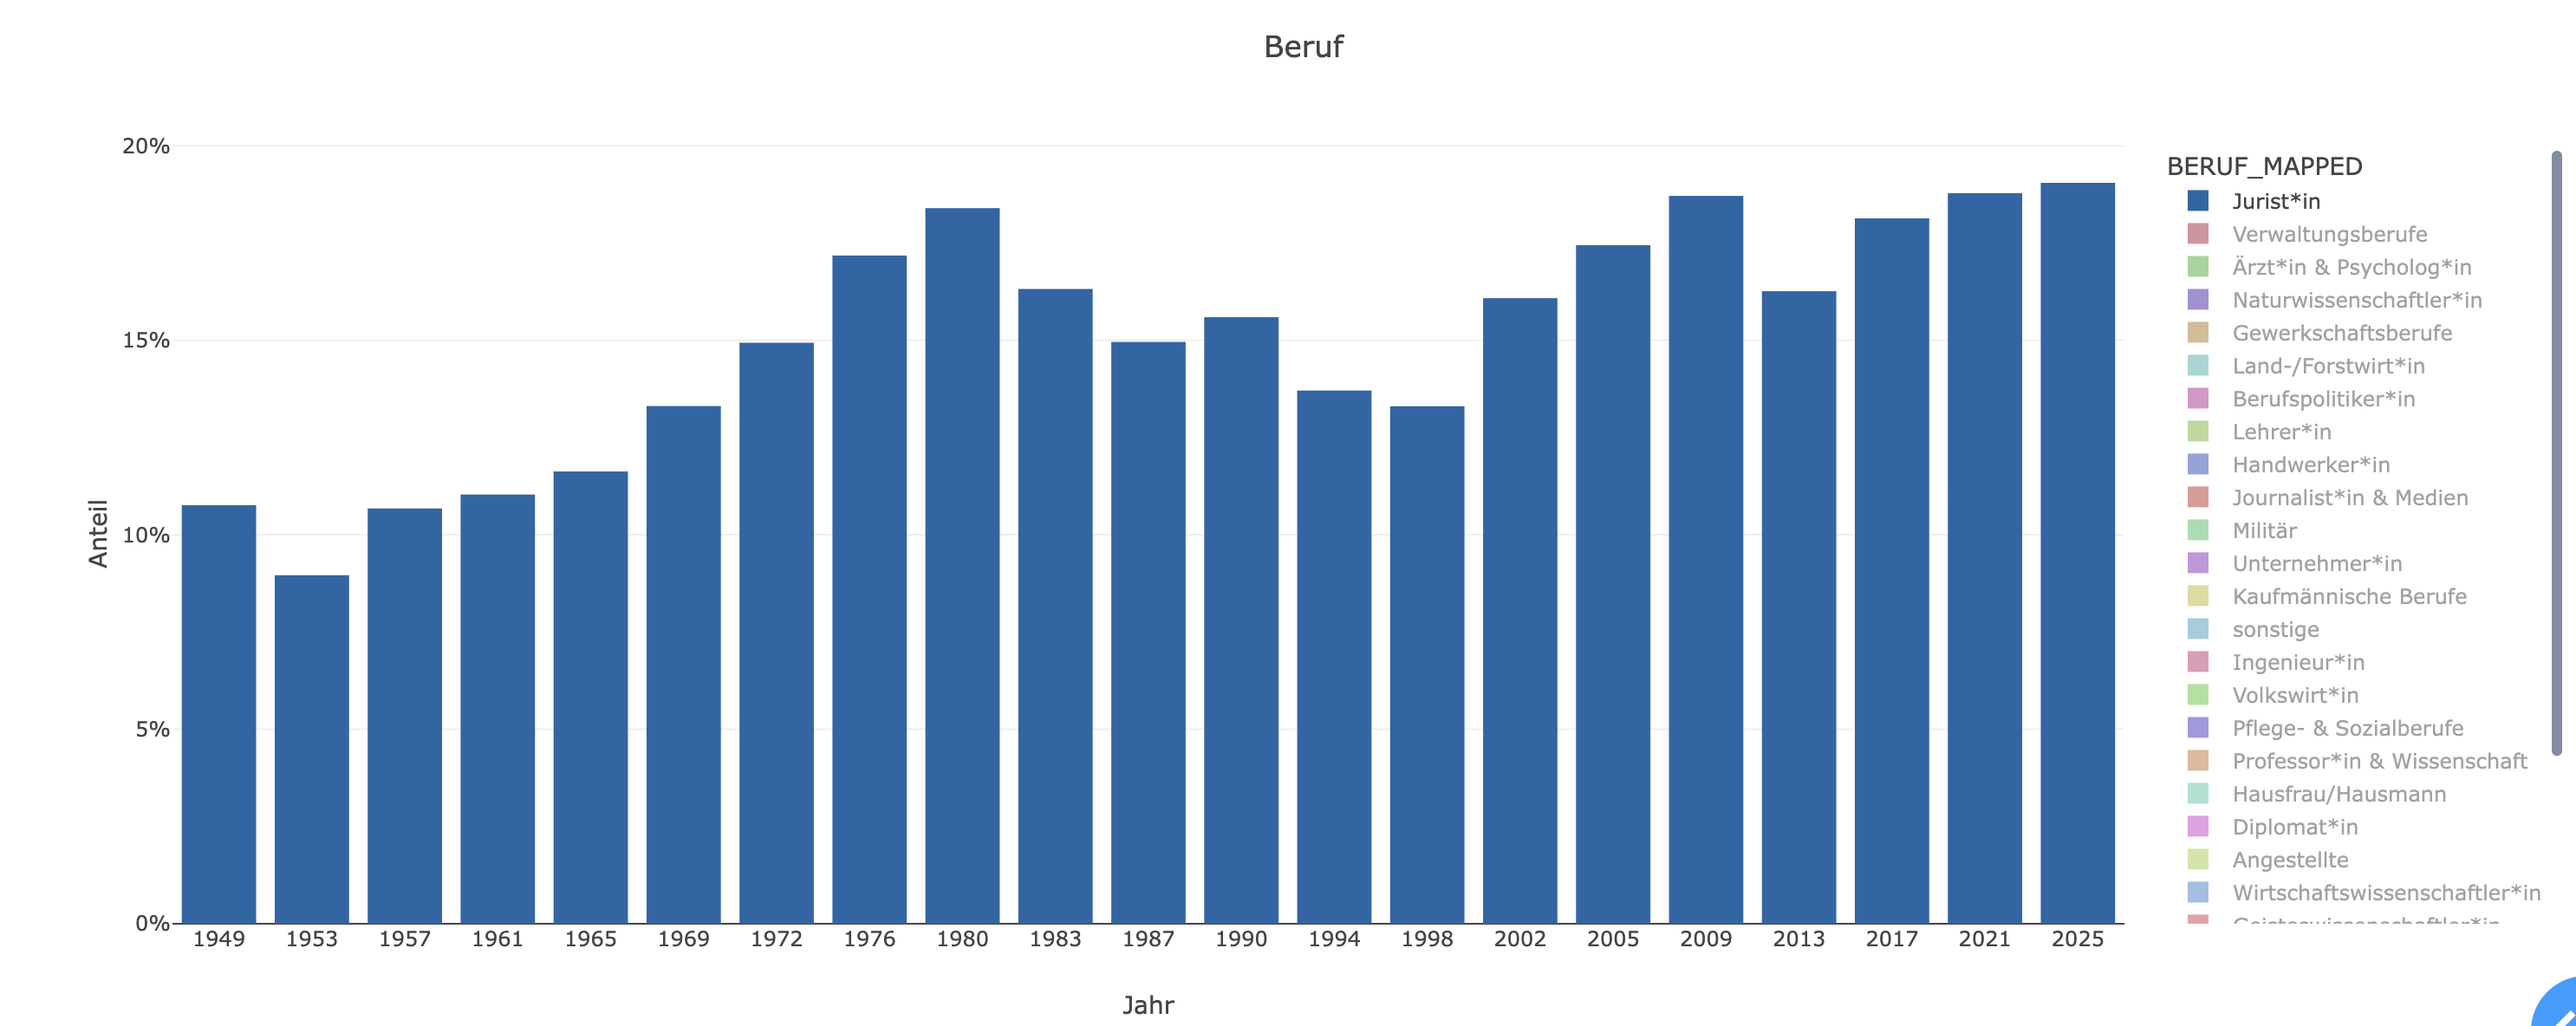 Beruf
20%
15%
10%
5%
0%
Anteil
1949 1953 1957 1961 1965 1969 1972 1976 1980 1983 1987 1990 1994 1998 2002 2005 2009 2013 2017 2021 2025
Jahr
BERUF_MAPPED
Jurist*in
Verwaltungsberufe
Ärzt*in & Psycholog*in
Naturwissenschaftler*in
Gewerkschaftsberufe
Land-/Forstwirt*in
Berufspolitiker*in
Lehrer*in
Handwerker*in
Journalist*in & Medien
Militär
Unternehmer*in
Kaufmännische Berufe
sonstige
Ingenieur*in
Volkswirt*in
Pflege- & Sozialberufe
Professor*in & Wissenschaft
Hausfrau/Hausmann
Diplomat*in
Angestellte
Wirtschaftswissenschaftler*in